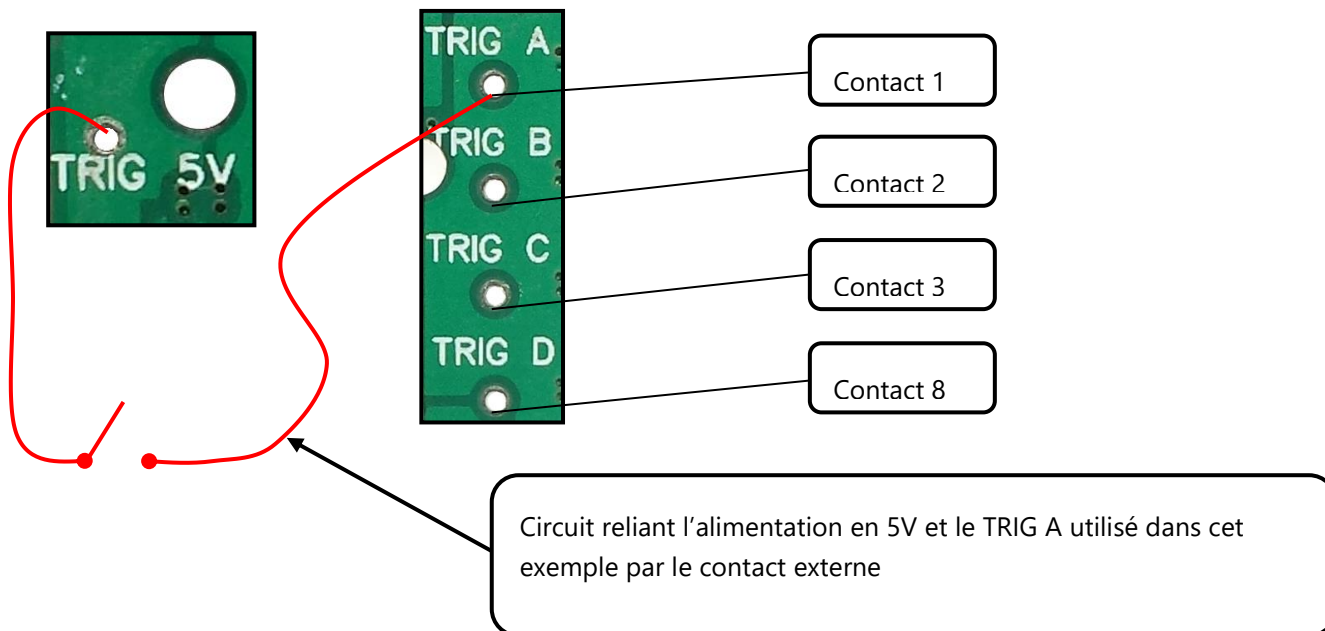 TRIG 5V
TRIG A
TRIG B
TRIG C
TRIG D
Contact 1
Contact 2
Contact 3
Contact 8
Circuit reliant l’alimentation en 5V et le TRIG A utilisé dans cet
exemple par le contact externe